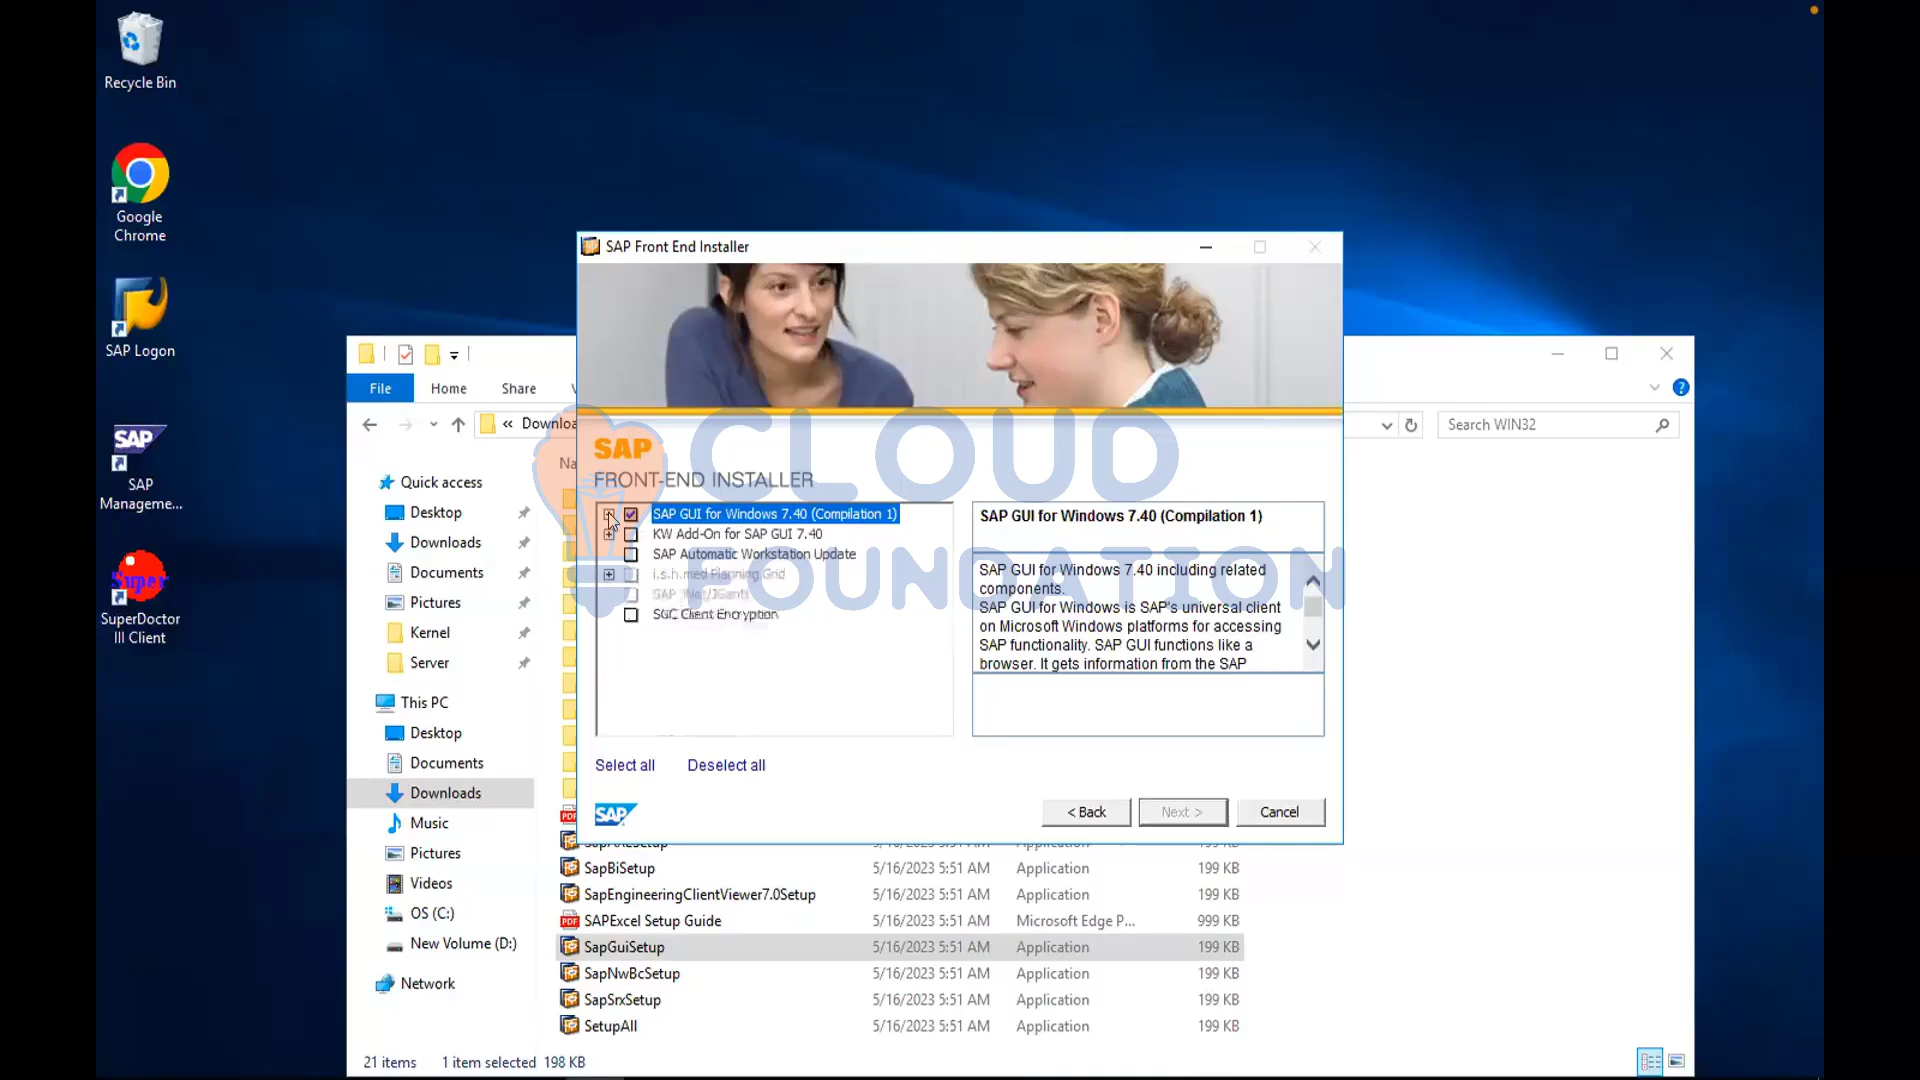 Recycle Bin
Google
Chrome
SAP Logon
SAP
SAP
Manageme...
Super
SuperDoctor
III Client
SAP Front End Installer
File
Home
Share
« Downloa
Search WIN32
Quick access
Desktop
Downloads
Documents
Pictures
Kernel
Server
This PC
Desktop
Documents
Downloads
Music
Pictures
Videos
OS (C:)
New Volume (D:)
Network
Na
SAP
FRONT-END INSTALLER
CLOUD
FOUNDATION
SAP GUI for Windows 7.40 (Compilation 1)
KW Add-On for SAP GUI 7.40
SAP Automatic Workstation Update
i.s.h.med Planning Grid
SAP JNet/JGantt
SGC Client Encryption
SAP GUI for Windows 7.40 (Compilation 1)
SAP GUI for Windows 7.40 including related
components.
SAP GUI for Windows is SAP's universal client
on Microsoft Windows platforms for accessing
SAP functionality. SAP GUI functions like a
browser. It gets information from the SAP
Select all
Deselect all
SAP
< Back
Next >
Cancel
SapBiSetup 5/16/2023 5:51 AM Application 199 KB
SapEngineeringClientViewer7.0Setup 5/16/2023 5:51 AM Application 199 KB
SAPExcel Setup Guide 5/16/2023 5:51 AM Microsoft Edge P... 999 KB
SapGuiSetup 5/16/2023 5:51 AM Application 199 KB
SapNwBcSetup 5/16/2023 5:51 AM Application 199 KB
SapSrxSetup 5/16/2023 5:51 AM Application 199 KB
SetupAll 5/16/2023 5:51 AM Application 199 KB
21 items 1 item selected 198 KB